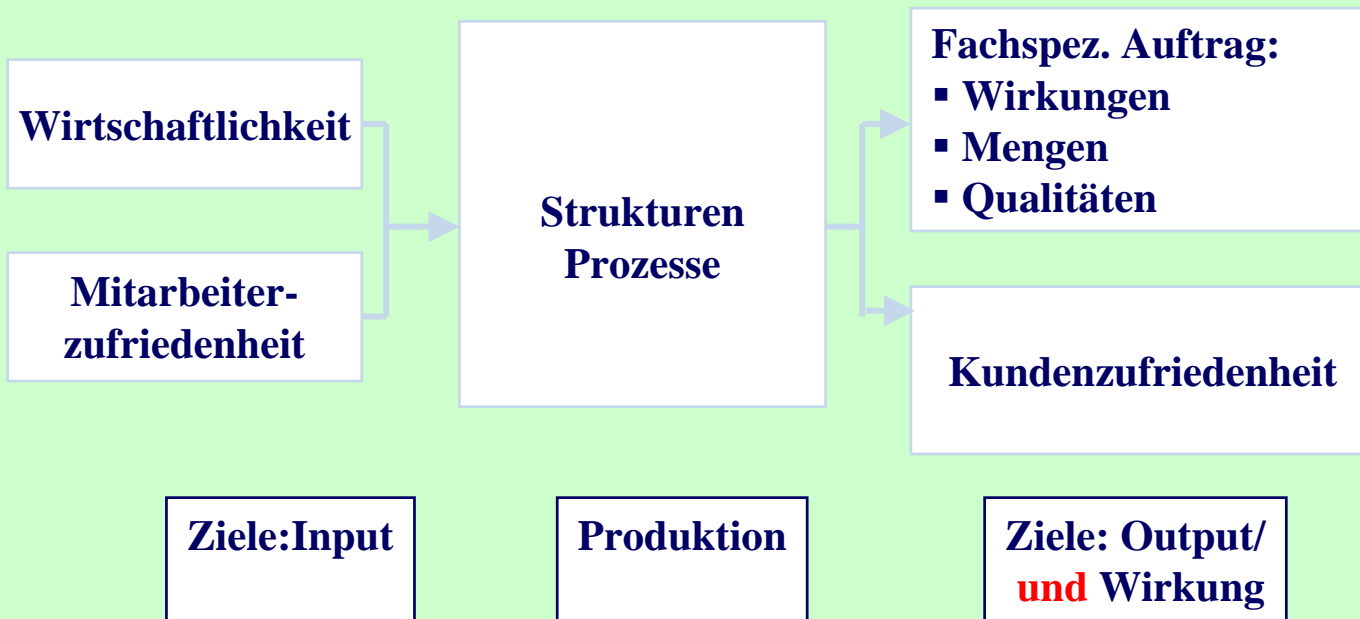 Wirtschaftlichkeit
Mitarbeiter-
zufriedenheit
Strukturen
Prozesse
Fachspez. Auftrag:
▪ Wirkungen
▪ Mengen
▪ Qualitäten
Kundenzufriedenheit
Ziele:Input
Produktion
Ziele: Output/
und Wirkung